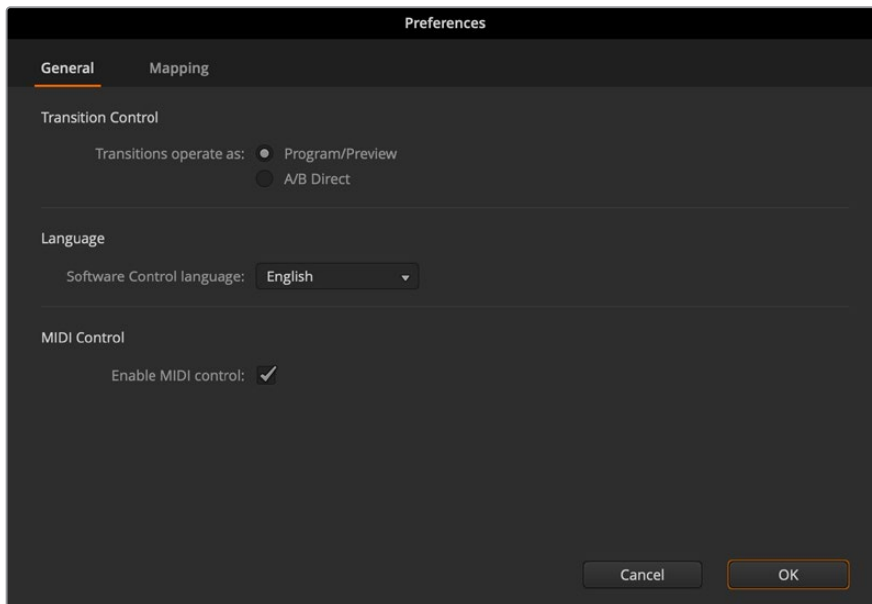 Preferences
General Mapping
Transition Control
Transitions operate as: Program/Preview
A/B Direct
Language
Software Control language: English
MIDI Control
Enable MIDI control:
Cancel OK